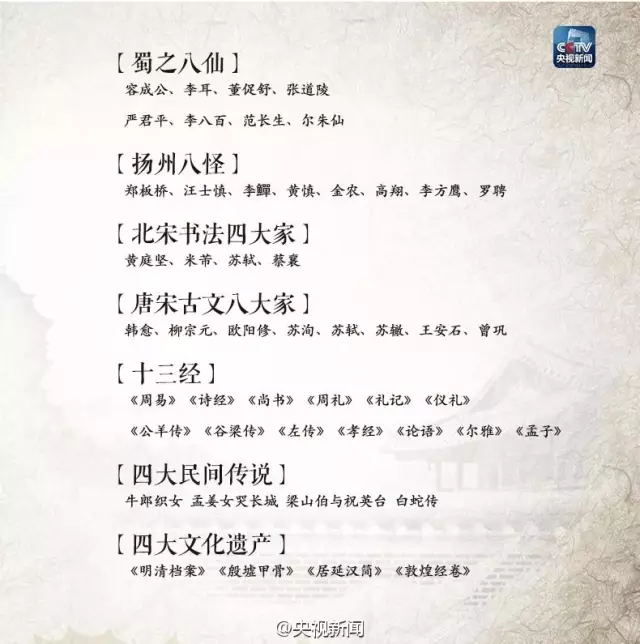 CCTV
央视新闻
【蜀之八仙】
容成公、李耳、董促舒、张道陵
严君平、李八百、范长生、尔朱仙
【扬州八怪】
郑板桥、汪士慎、李鱓、黄慎、金农、高翔、李方鹰、罗聘
【北宋书法四大家】
黄庭坚、米芾、苏轼、蔡襄
【唐宋古文八大家】
韩愈、柳宗元、欧阳修、苏洵、苏轼、苏辙、王安石、曾巩
【十三经】
《周易》《诗经》《尚书》《周礼》《礼记》《仪礼》
《公羊传》《谷梁传》《左传》《孝经》《论语》《尔雅》《孟子》
【四大民间传说】
牛郎织女 孟姜女哭长城 梁山伯与祝英台 白蛇传
【四大文化遗产】
《明清档案》《殷墟甲骨》《居延汉简》《敦煌经卷》
@央视新闻